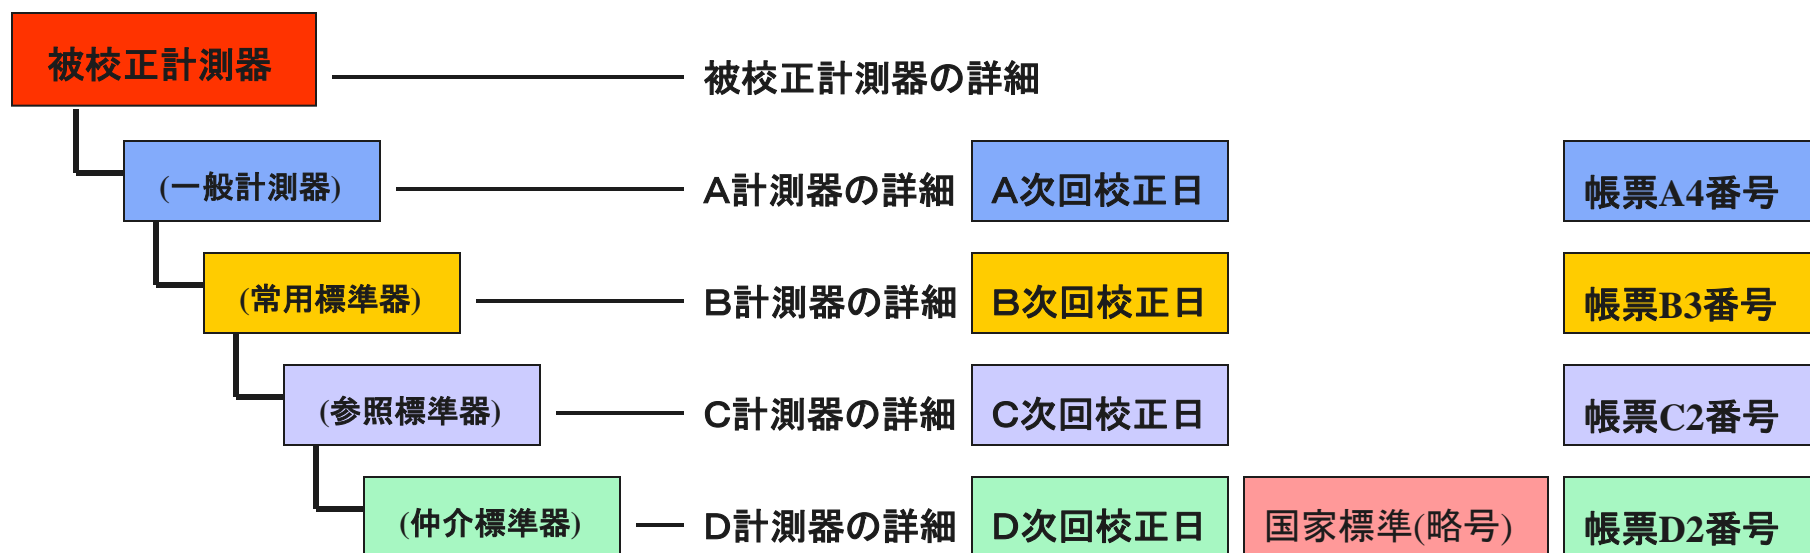 被校正計測器
被校正計測器の詳細
(一般計測器)
A計測器の詳細
A次回校正日
帳票A4番号
(常用標準器)
B計測器の詳細
B次回校正日
帳票B3番号
(参照標準器)
C計測器の詳細
C次回校正日
帳票C2番号
(仲介標準器)
D計測器の詳細
D次回校正日
国家標準(略号)
帳票D2番号